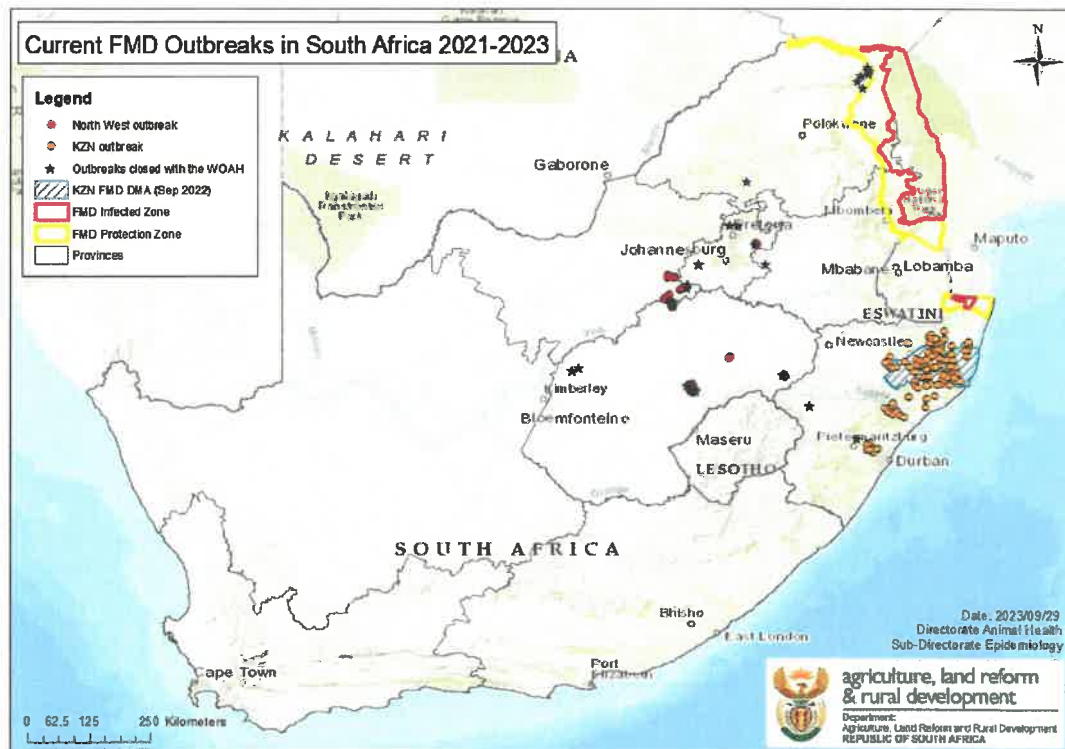 Current FMD Outbreaks in South Africa 2021-2023
N
Legend
North West outbreak
KZN outbreak
Outbreaks closed with the WOAH
KZN FMD DMA (Sep 2022)
FMD Infected Zone
FMD Protection Zone
Provinces
KALAHARI
DESERT
Gaborone
Polokwane
Pretoria
Johannesburg
Maputo
Mbabane
Lobamba
ESWATINI
Newcastle
Kimberley
Bloemfontein
Maseru
LESOTHO
Pietermaritzburg
Durban
SOUTH AFRICA
Bhisho
East London
Port
Elizabeth
Cape Town
Date: 2023/09/29
Directorate Animal Health
Sub-Directorate Epidemiology
agriculture, land reform
& rural development
Department:
Agriculture, Land Reform and Rural Development
REPUBLIC OF SOUTH AFRICA
0 62.5 125 250 Kilometers